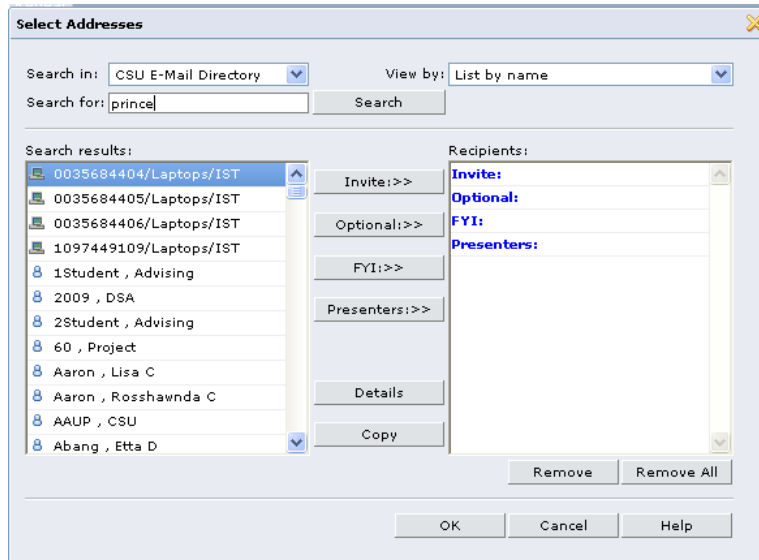 Select Addresses
Search in: CSU E-Mail Directory View by: List by name
Search for: prince Search
Search results: Recipients:
0035684404/Laptops/IST
0035684405/Laptops/IST
0035684406/Laptops/IST
1097449109/Laptops/IST
1Student , Advising
2009 , DSA
2Student , Advising
60 , Project
Aaron , Lisa C
Aaron , Rosshawnda C
AAUP , CSU
Abang , Etta D
Invite:>>
Optional:>>
FYI:>>
Presenters:>>
Details
Copy
Invite:
Optional:
FYI:
Presenters:
Remove Remove All
OK Cancel Help